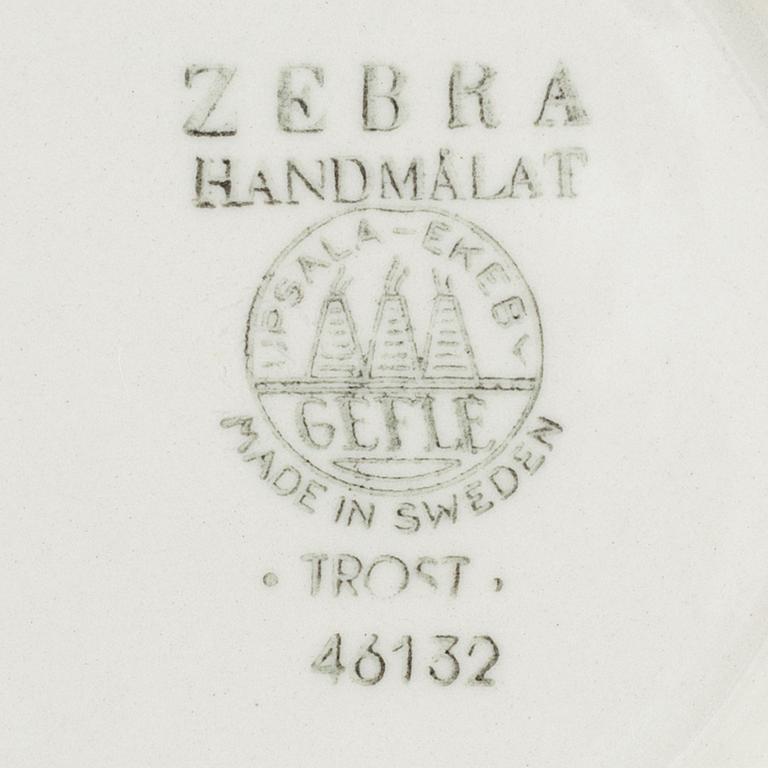 ZEBRA
HANDMÅLAT
UPSALA-EKEBY
GEFLE
MADE IN SWEDEN
· TROST ·
46132